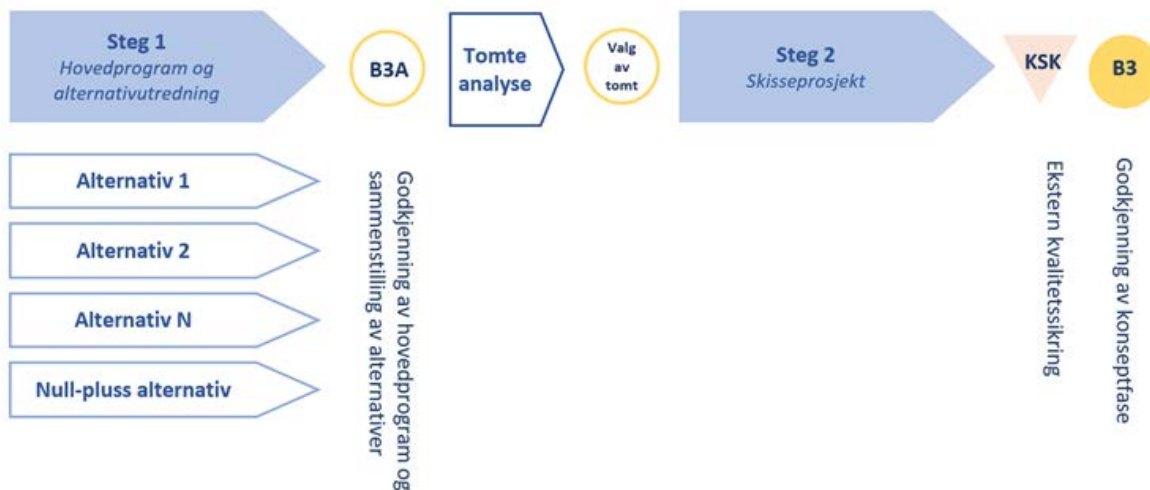 Steg 1
Hovedprogram og
alternativutredning
B3A
Tomte
analyse
Valg
av
tomt
Steg 2
Skisseprosjekt
KSK
B3
Alternativ 1
Alternativ 2
Alternativ N
Null-pluss alternativ
Godkjenning av hovedprogram og
sammenstilling av alternativer
Ekstern kvalitetssikring
Godkjenning av konseptfase